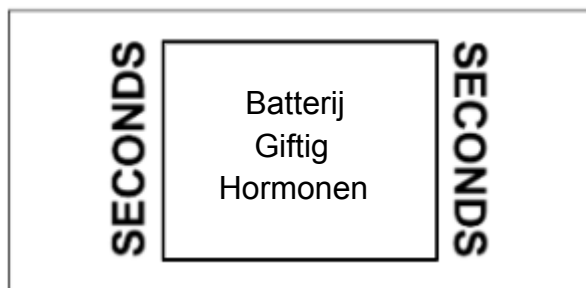 SECONDS
Batterij
Giftig
Hormonen
SECONDS